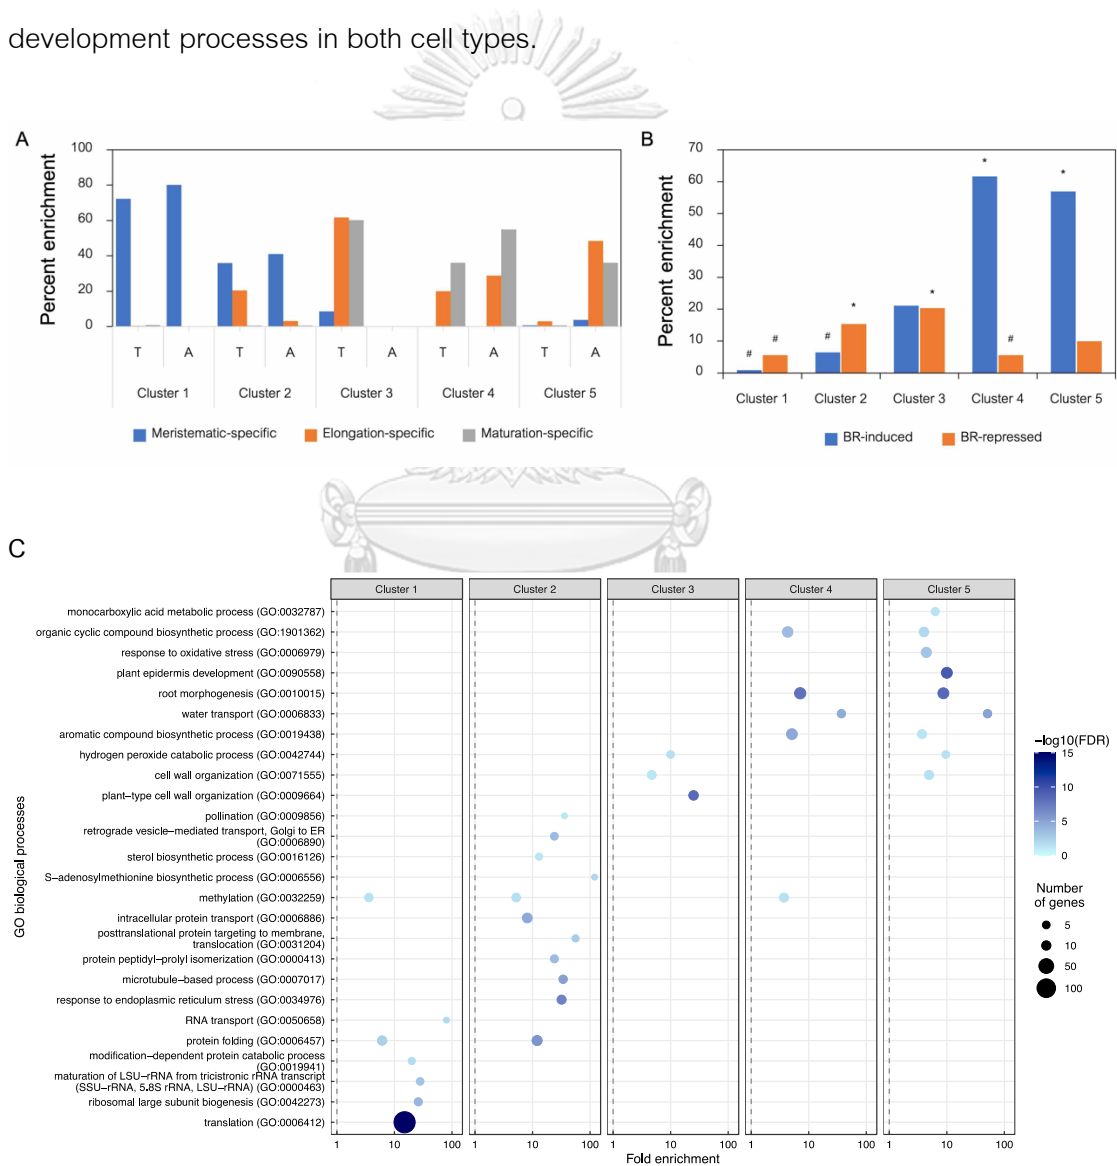 development processes in both cell types.
A
Percent enrichment
100
80
60
40
20
0
T A T A T A T A T A
Cluster 1 Cluster 2 Cluster 3 Cluster 4 Cluster 5
Meristematic-specific Elongation-specific Maturation-specific
B
Percent enrichment
70
60
50
40
30
20
10
0
# # # * * * # *
Cluster 1 Cluster 2 Cluster 3 Cluster 4 Cluster 5
BR-induced BR-repressed
C
Cluster 1 Cluster 2 Cluster 3 Cluster 4 Cluster 5
GO biological processes
monocarboxylic acid metabolic process (GO:0032787)
organic cyclic compound biosynthetic process (GO:1901362)
response to oxidative stress (GO:0006979)
plant epidermis development (GO:0090558)
root morphogenesis (GO:0010015)
water transport (GO:0006833)
aromatic compound biosynthetic process (GO:0019438)
hydrogen peroxide catabolic process (GO:0042744)
cell wall organization (GO:0071555)
plant−type cell wall organization (GO:0009664)
pollination (GO:0009856)
retrograde vesicle−mediated transport, Golgi to ER
(GO:0006890)
sterol biosynthetic process (GO:0016126)
S−adenosylmethionine biosynthetic process (GO:0006556)
methylation (GO:0032259)
intracellular protein transport (GO:0006886)
posttranslational protein targeting to membrane,
translocation (GO:0031204)
protein peptidyl−prolyl isomerization (GO:0000413)
microtubule−based process (GO:0007017)
response to endoplasmic reticulum stress (GO:0034976)
RNA transport (GO:0050658)
protein folding (GO:0006457)
modification−dependent protein catabolic process
(GO:0019941)
maturation of LSU−rRNA from tricistronic rRNA transcript
(SSU−rRNA, 5.8S rRNA, LSU−rRNA) (GO:0000463)
ribosomal large subunit biogenesis (GO:0042273)
translation (GO:0006412)
1 10 100 1 10 100 1 10 100 1 10 100 1 10 100
Fold enrichment
−log10(FDR)
15
10
5
0
Number
of genes
5
10
50
100